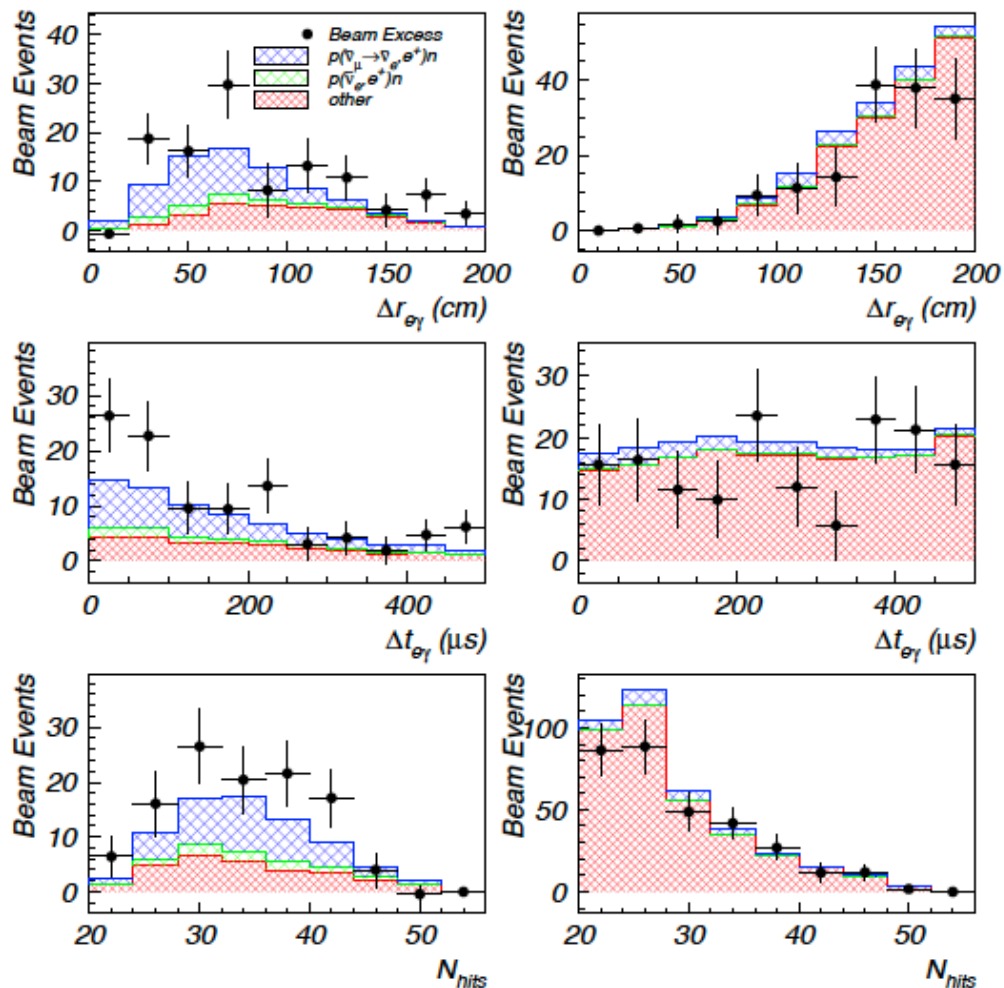 Beam Events
40
30
20
10
0
Beam Excess
p(ν̄μ→ν̄e, e⁺)n
p(ν̄e, e⁺)n
other
0 50 100 150 200
Δreγ (cm)
Beam Events
40
20
0
0 50 100 150 200
Δreγ (cm)
Beam Events
30
20
10
0
0 200 400
Δteγ (μs)
Beam Events
30
20
10
0
0 200 400
Δteγ (μs)
Beam Events
30
20
10
0
20 30 40 50
Nhits
Beam Events
100
50
0
20 30 40 50
Nhits